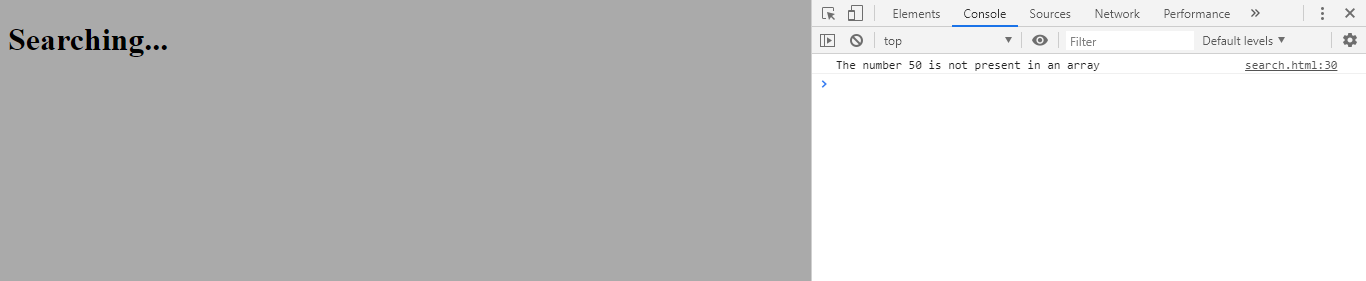 Searching...
Elements Console Sources Network Performance
top Filter Default levels
The number 50 is not present in an array search.html:30